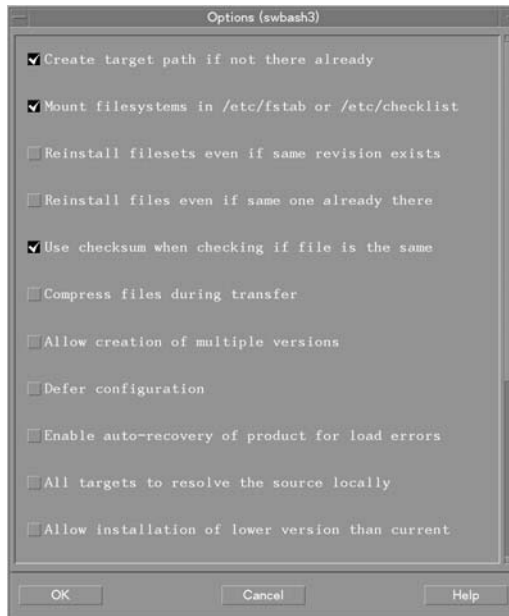 Options (swbash3)
Create target path if not there already
Mount filesystems in /etc/fstab or /etc/checklist
Reinstall filesets even if same revision exists
Reinstall files even if same one already there
Use checksum when checking if file is the same
Compress files during transfer
Allow creation of multiple versions
Defer configuration
Enable auto-recovery of product for load errors
All targets to resolve the source locally
Allow installation of lower version than current
OK
Cancel
Help